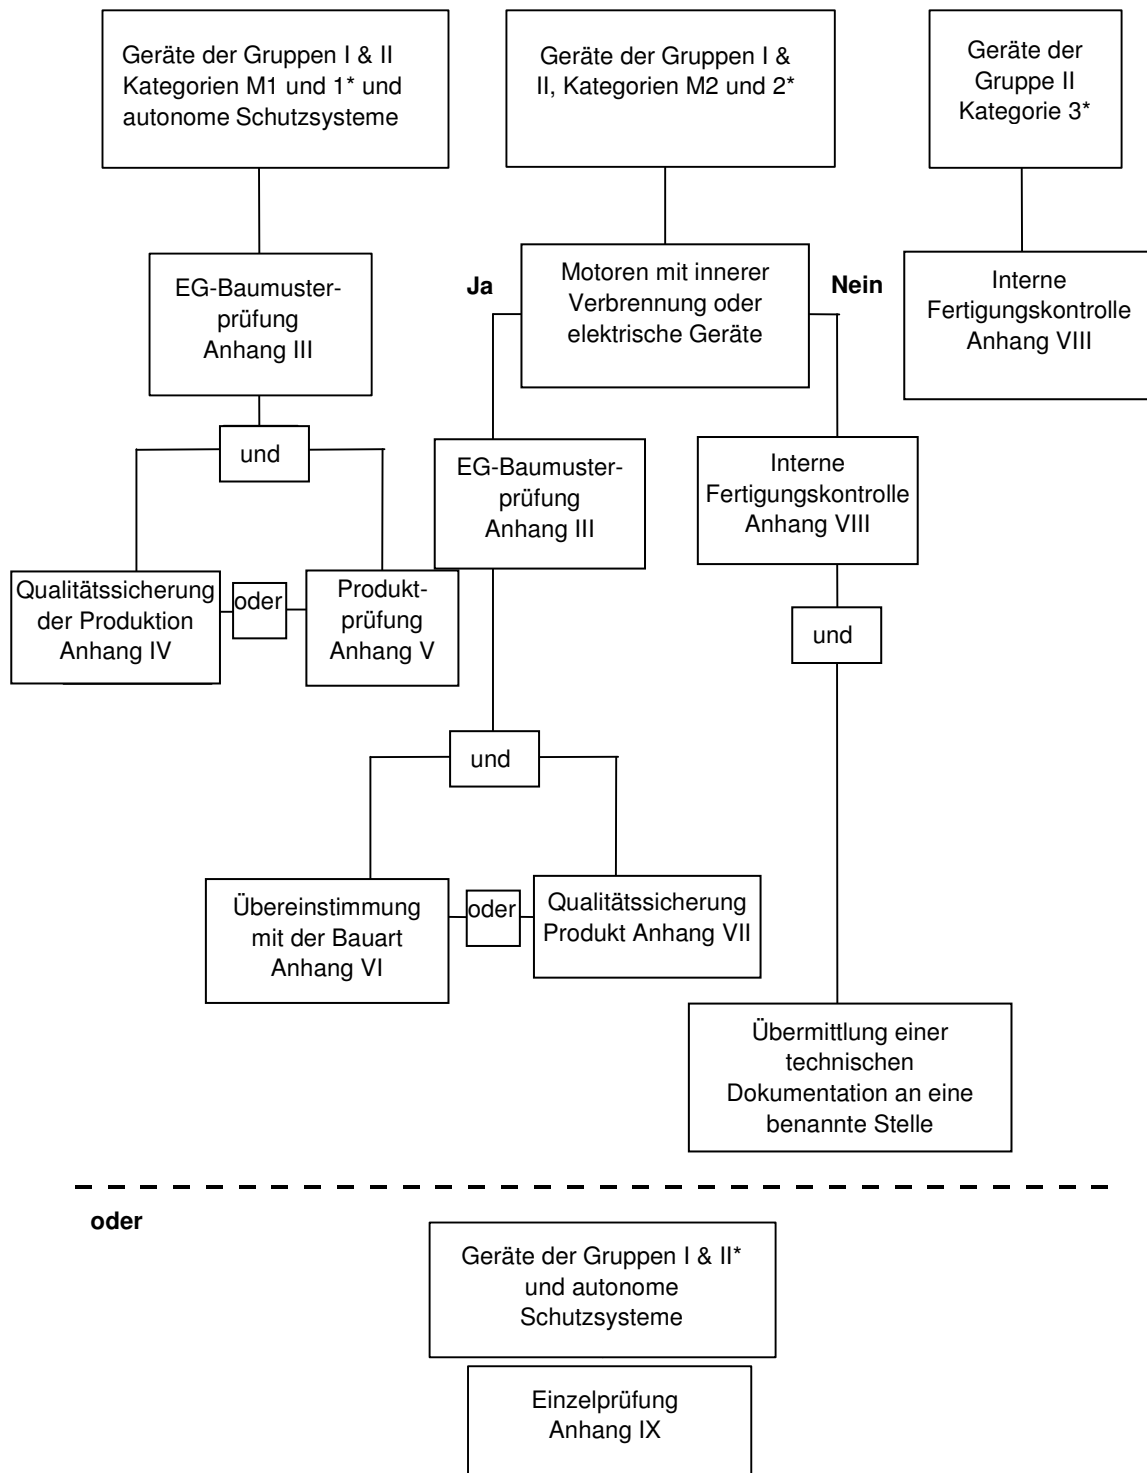 Geräte der Gruppen I & II
Kategorien M1 und 1* und
autonome Schutzsysteme
Geräte der Gruppen I &
II, Kategorien M2 und 2*
Geräte der
Gruppe II
Kategorie 3*
EG-Baumuster-
prüfung
Anhang III
Ja
Motoren mit innerer
Verbrennung oder
elektrische Geräte
Nein
Interne
Fertigungskontrolle
Anhang VIII
und
EG-Baumuster-
prüfung
Anhang III
Interne
Fertigungskontrolle
Anhang VIII
Qualitätssicherung
der Produktion
Anhang IV
oder
Produkt-
prüfung
Anhang V
und
und
Übereinstimmung
mit der Bauart
Anhang VI
oder
Qualitätssicherung
Produkt Anhang VII
Übermittlung einer
technischen
Dokumentation an eine
benannte Stelle
oder
Geräte der Gruppen I & II*
und autonome
Schutzsysteme
Einzelprüfung
Anhang IX